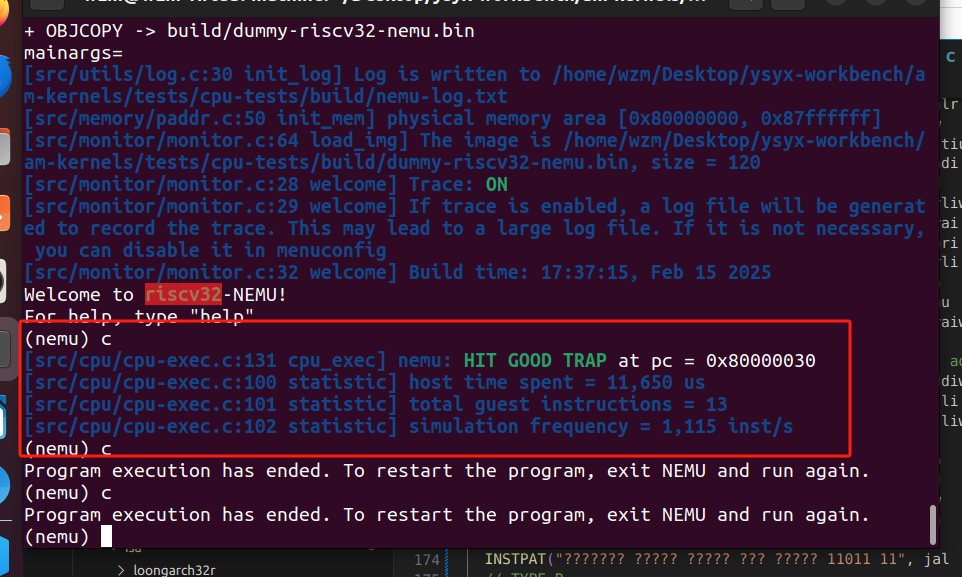 + OBJCOPY -> build/dummy-riscv32-nemu.bin
mainargs=
[src/utils/log.c:30 init_log] Log is written to /home/wzm/Desktop/ysyx-workbench/a
m-kernels/tests/cpu-tests/build/nemu-log.txt
[src/memory/paddr.c:50 init_mem] physical memory area [0x80000000, 0x87ffffff]
[src/monitor/monitor.c:64 load_img] The image is /home/wzm/Desktop/ysyx-workbench/
am-kernels/tests/cpu-tests/build/dummy-riscv32-nemu.bin, size = 120
[src/monitor/monitor.c:28 welcome] Trace: ON
[src/monitor/monitor.c:29 welcome] If trace is enabled, a log file will be generat
ed to record the trace. This may lead to a large log file. If it is not necessary,
 you can disable it in menuconfig
[src/monitor/monitor.c:32 welcome] Build time: 17:37:15, Feb 15 2025
Welcome to riscv32-NEMU!
For help, type "help"
(nemu) c
[src/cpu/cpu-exec.c:131 cpu_exec] nemu: HIT GOOD TRAP at pc = 0x80000030
[src/cpu/cpu-exec.c:100 statistic] host time spent = 11,650 us
[src/cpu/cpu-exec.c:101 statistic] total guest instructions = 13
[src/cpu/cpu-exec.c:102 statistic] simulation frequency = 1,115 inst/s
(nemu) c
Program execution has ended. To restart the program, exit NEMU and run again.
(nemu) c
Program execution has ended. To restart the program, exit NEMU and run again.
(nemu)
> loongarch32r
174 INSTPAT("??????? ????? ????? ??? ????? 11011 11", jal